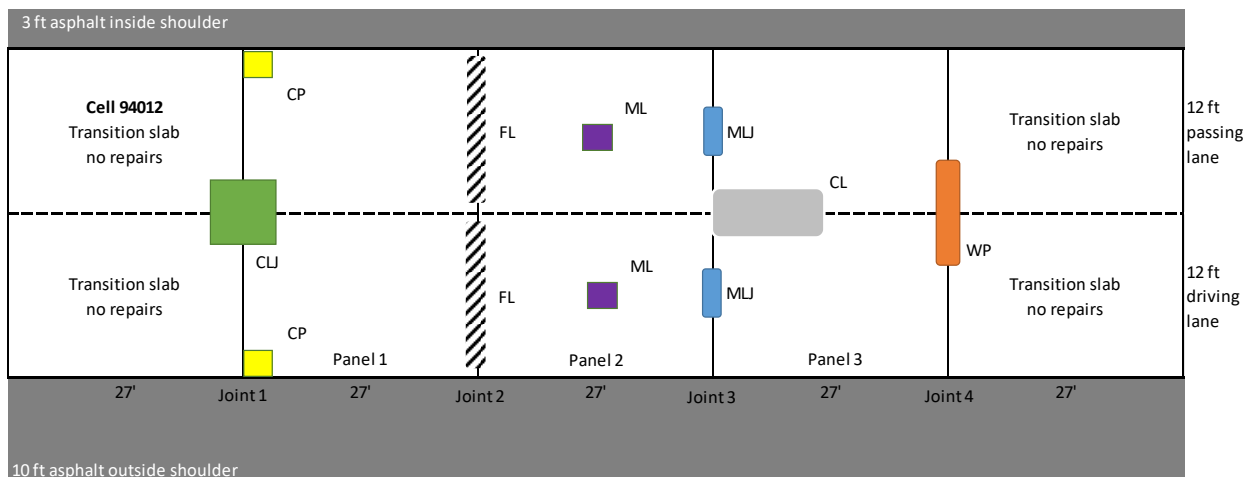 3 ft asphalt inside shoulder
CP
Cell 94012
Transition slab
no repairs
FL
ML
MLJ
CL
Transition slab
no repairs
12 ft
passing
lane
CLJ
Transition slab
no repairs
CP
Panel 1
FL
ML
Panel 2
MLJ
Panel 3
WP
Transition slab
no repairs
12 ft
driving
lane
27'
Joint 1
27'
Joint 2
27'
Joint 3
27'
Joint 4
27'
10 ft asphalt outside shoulder